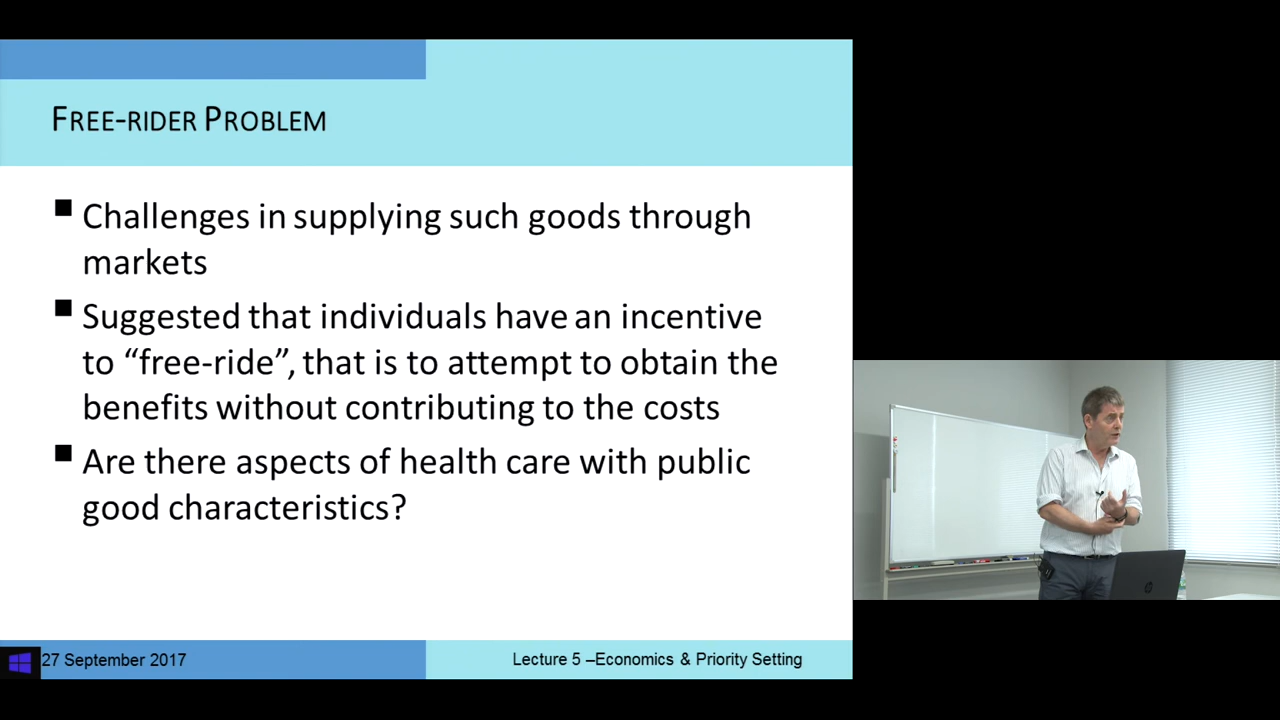 FREE-RIDER PROBLEM
Challenges in supplying such goods through
markets
Suggested that individuals have an incentive
to “free-ride”, that is to attempt to obtain the
benefits without contributing to the costs
Are there aspects of health care with public
good characteristics?
27 September 2017
Lecture 5 –Economics & Priority Setting